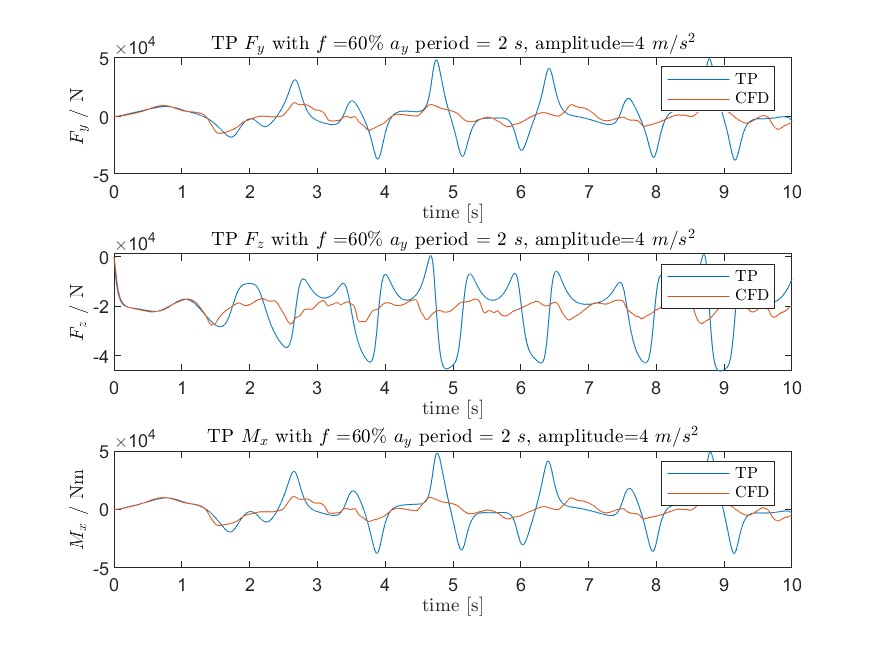 TP F_y with f =60% a_y period = 2 s, amplitude=4 m/s^2
×10^4
5
0
-5
F_y / N
TP
CFD
0 1 2 3 4 5 6 7 8 9 10
time [s]
TP F_z with f =60% a_y period = 2 s, amplitude=4 m/s^2
×10^4
0
-2
-4
F_z / N
TP
CFD
0 1 2 3 4 5 6 7 8 9 10
time [s]
TP M_x with f =60% a_y period = 2 s, amplitude=4 m/s^2
×10^4
5
0
-5
M_x / Nm
TP
CFD
0 1 2 3 4 5 6 7 8 9 10
time [s]